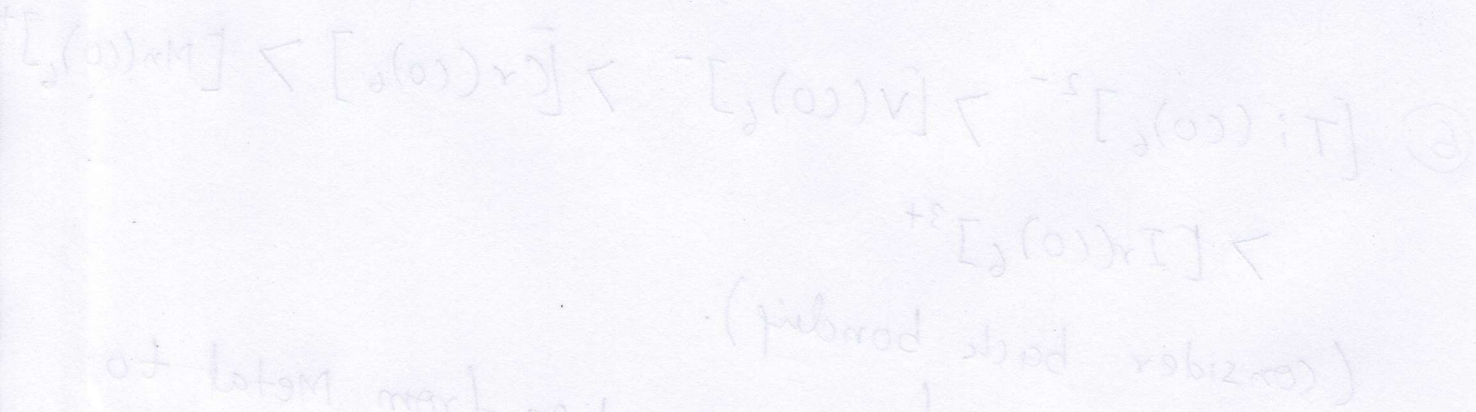 [Ti(CO)₆]²⁻ < [V(CO)₆]⁻ < [Cr(CO)₆] < [Mn(CO)₆]⁺
< [Ir(CO)₆]³⁺
(consider back bonding).
from Metal to